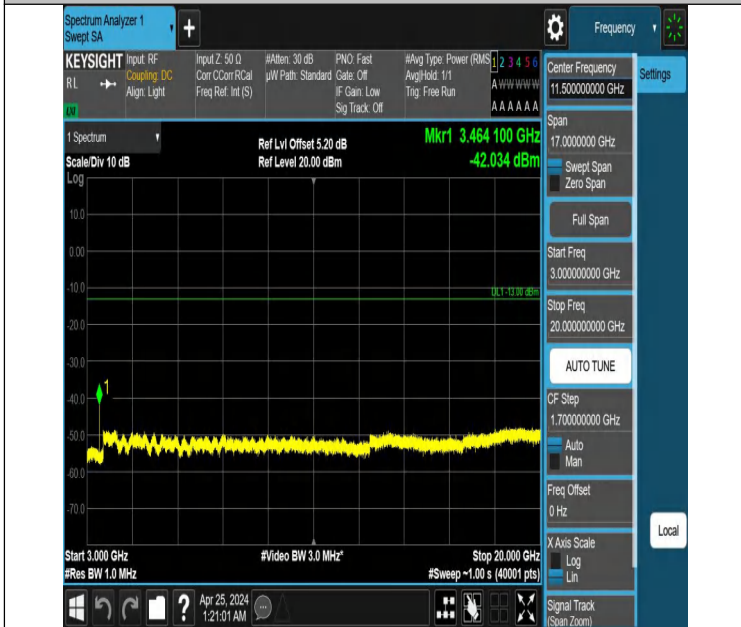 Spectrum Analyzer 1
Swept SA
+
Frequency
KEYSIGHT
RL
LXI
Input: RF
Coupling: DC
Align: Light
Input Z: 50 Ω
Corr CCorr RCal
Freq Ref: Int (S)
#Atten: 30 dB
µW Path: Standard
PNO: Fast
Gate: Off
IF Gain: Low
Sig Track: Off
#Avg Type: Power (RMS
Avg|Hold: 1/1
Trig: Free Run
1 2 3 4 5 6
A W W W W W
A A A A A A
1 Spectrum
Scale/Div 10 dB
Log
Ref Lvl Offset 5.20 dB
Ref Level 20.00 dBm
Mkr1 3.464 100 GHz
-42.034 dBm
10.0
0.00
-10.0
DL1 -13.00 dBm
-20.0
-30.0
-40.0
1
-50.0
-60.0
-70.0
Start 3.000 GHz
#Res BW 1.0 MHz
#Video BW 3.0 MHz*
Stop 20.000 GHz
#Sweep ~1.00 s (40001 pts)
?
Apr 25, 2024
1:21:01 AM
Center Frequency
11.500000000 GHz
Settings
Span
17.0000000 GHz
Swept Span
Zero Span
Full Span
Start Freq
3.000000000 GHz
Stop Freq
20.000000000 GHz
AUTO TUNE
CF Step
1.700000000 GHz
Auto
Man
Freq Offset
0 Hz
X Axis Scale
Log
Lin
Local
Signal Track
(Span Zoom)